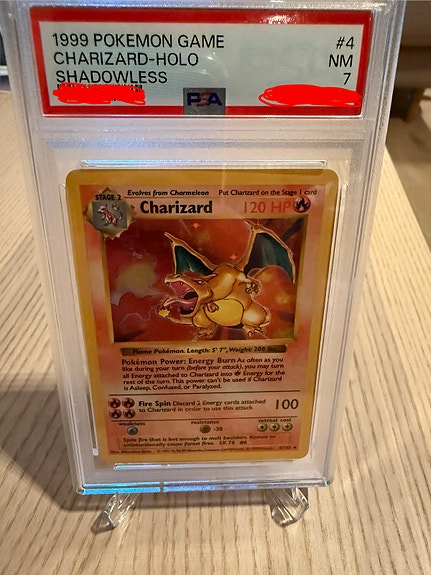 1999 POKEMON GAME #4
CHARIZARD-HOLO NM
SHADOWLESS 7
PSA
Evolves from Charmeleon Put Charizard on the Stage 1 card
STAGE 2
Charizard 120 HP
Flame Pokémon. Length: 5' 7", Weight: 200 lbs.
Pokémon Power: Energy Burn As often as you
like during your turn (before your attack), you may turn
all Energy attached to Charizard into Energy for the
rest of the turn. This power can't be used if Charizard
is Asleep, Confused, or Paralyzed.
Fire Spin Discard 2 Energy cards attached
to Charizard in order to use this attack. 100
weakness resistance retreat cost
-30
Spits fire that is hot enough to melt boulders. Known to
unintentionally cause forest fires. LV. 76 #6
4/102